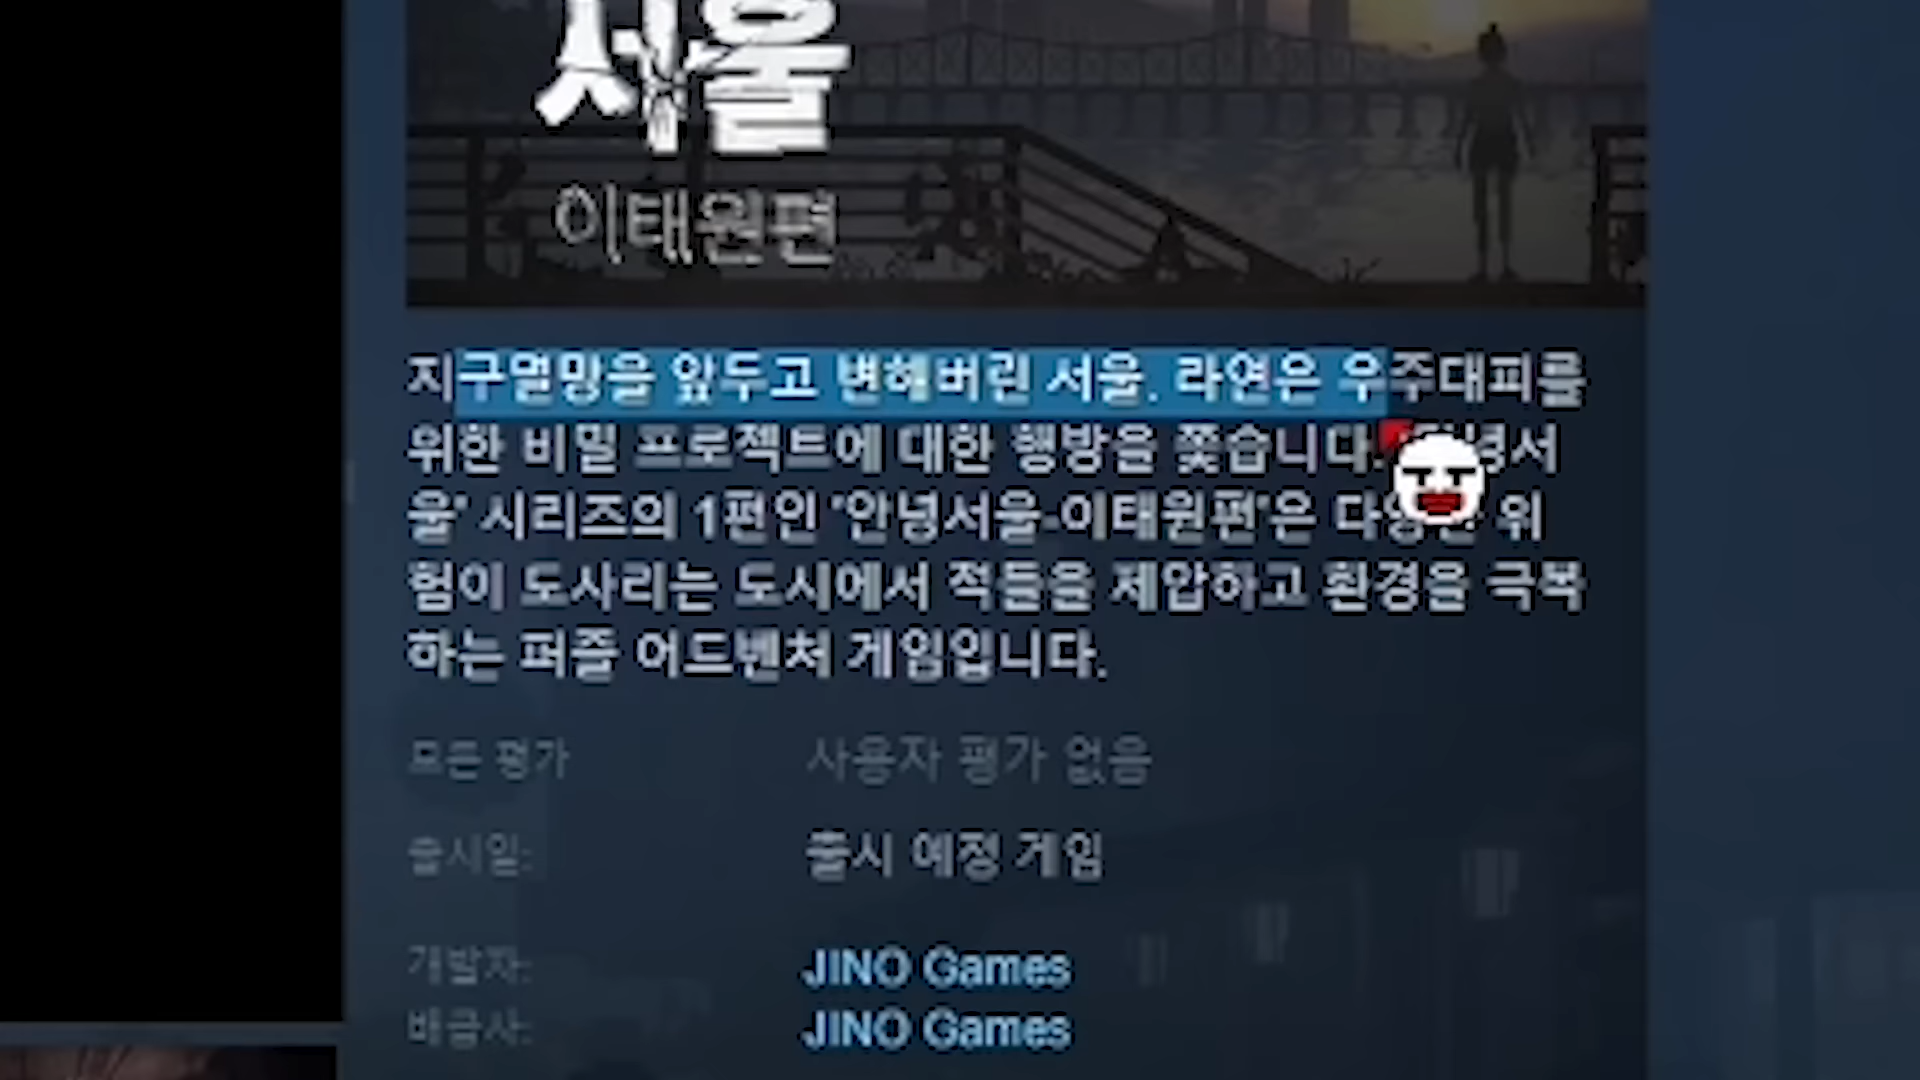 서울
이태원편
지구멸망을 앞두고 변해버린 서울. 라연은 우주대피를
위한 비밀 프로젝트에 대한 행방을 쫓습니다. '안녕서
울' 시리즈의 1편인 '안녕서울-이태원편'은 다양한 위
험이 도사리는 도시에서 적들을 제압하고 환경을 극복
하는 퍼즐 어드벤처 게임입니다.
모든 평가 사용자 평가 없음
출시일: 출시 예정 게임
개발자: JINO Games
배급사: JINO Games